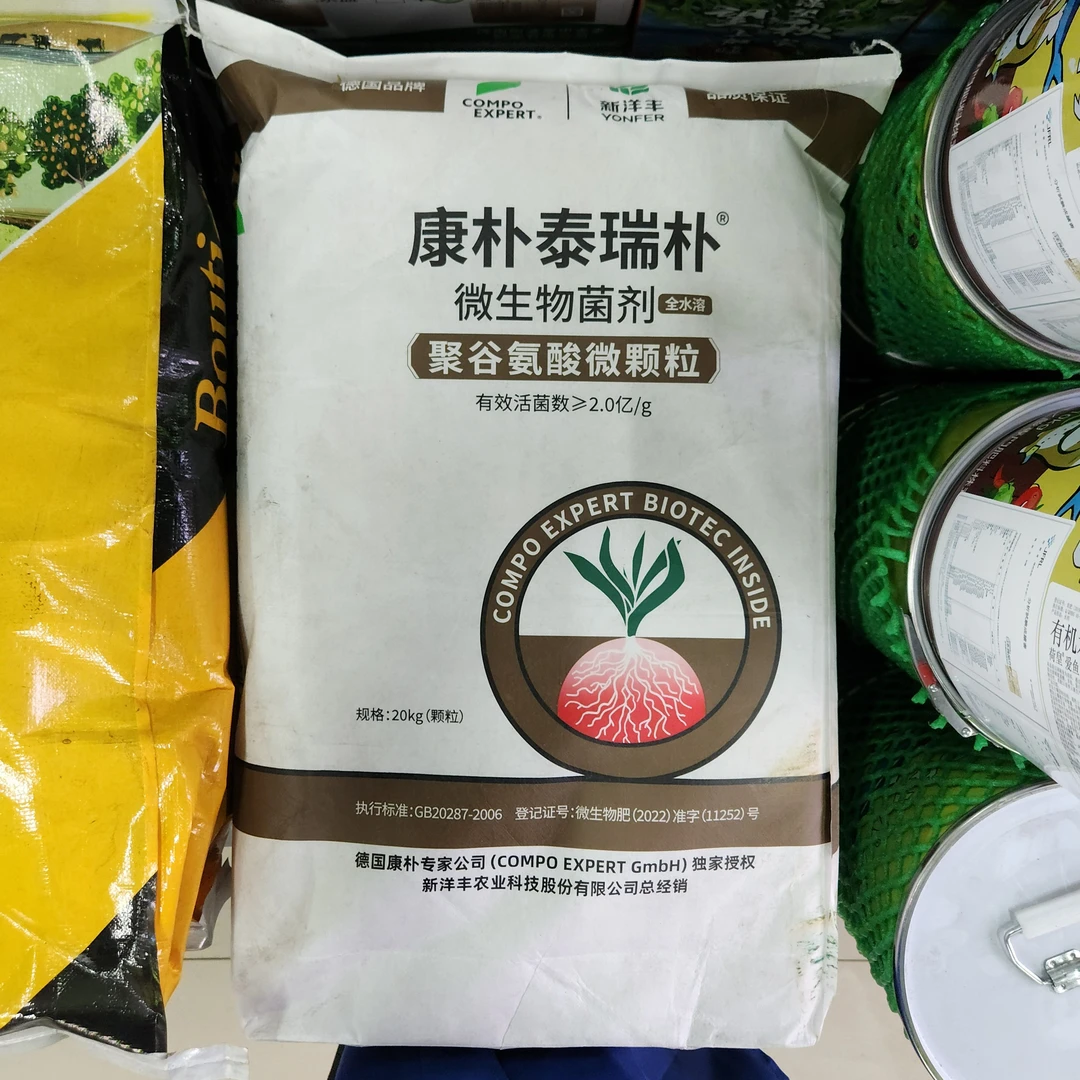 德国品牌
COMPO
EXPERT®
新洋丰
YONFER
品质保证
康朴泰瑞朴®
微生物菌剂 全水溶
聚谷氨酸微颗粒
有效活菌数≥2.0亿/g
COMPO EXPERT BIOTEC INSIDE
规格:20kg(颗粒)
执行标准:GB20287-2006 登记证号:微生物肥(2022)准字(11252)号
德国康朴专家公司(COMPO EXPERT GmbH)独家授权
新洋丰农业科技股份有限公司总经销
Bonti
有机